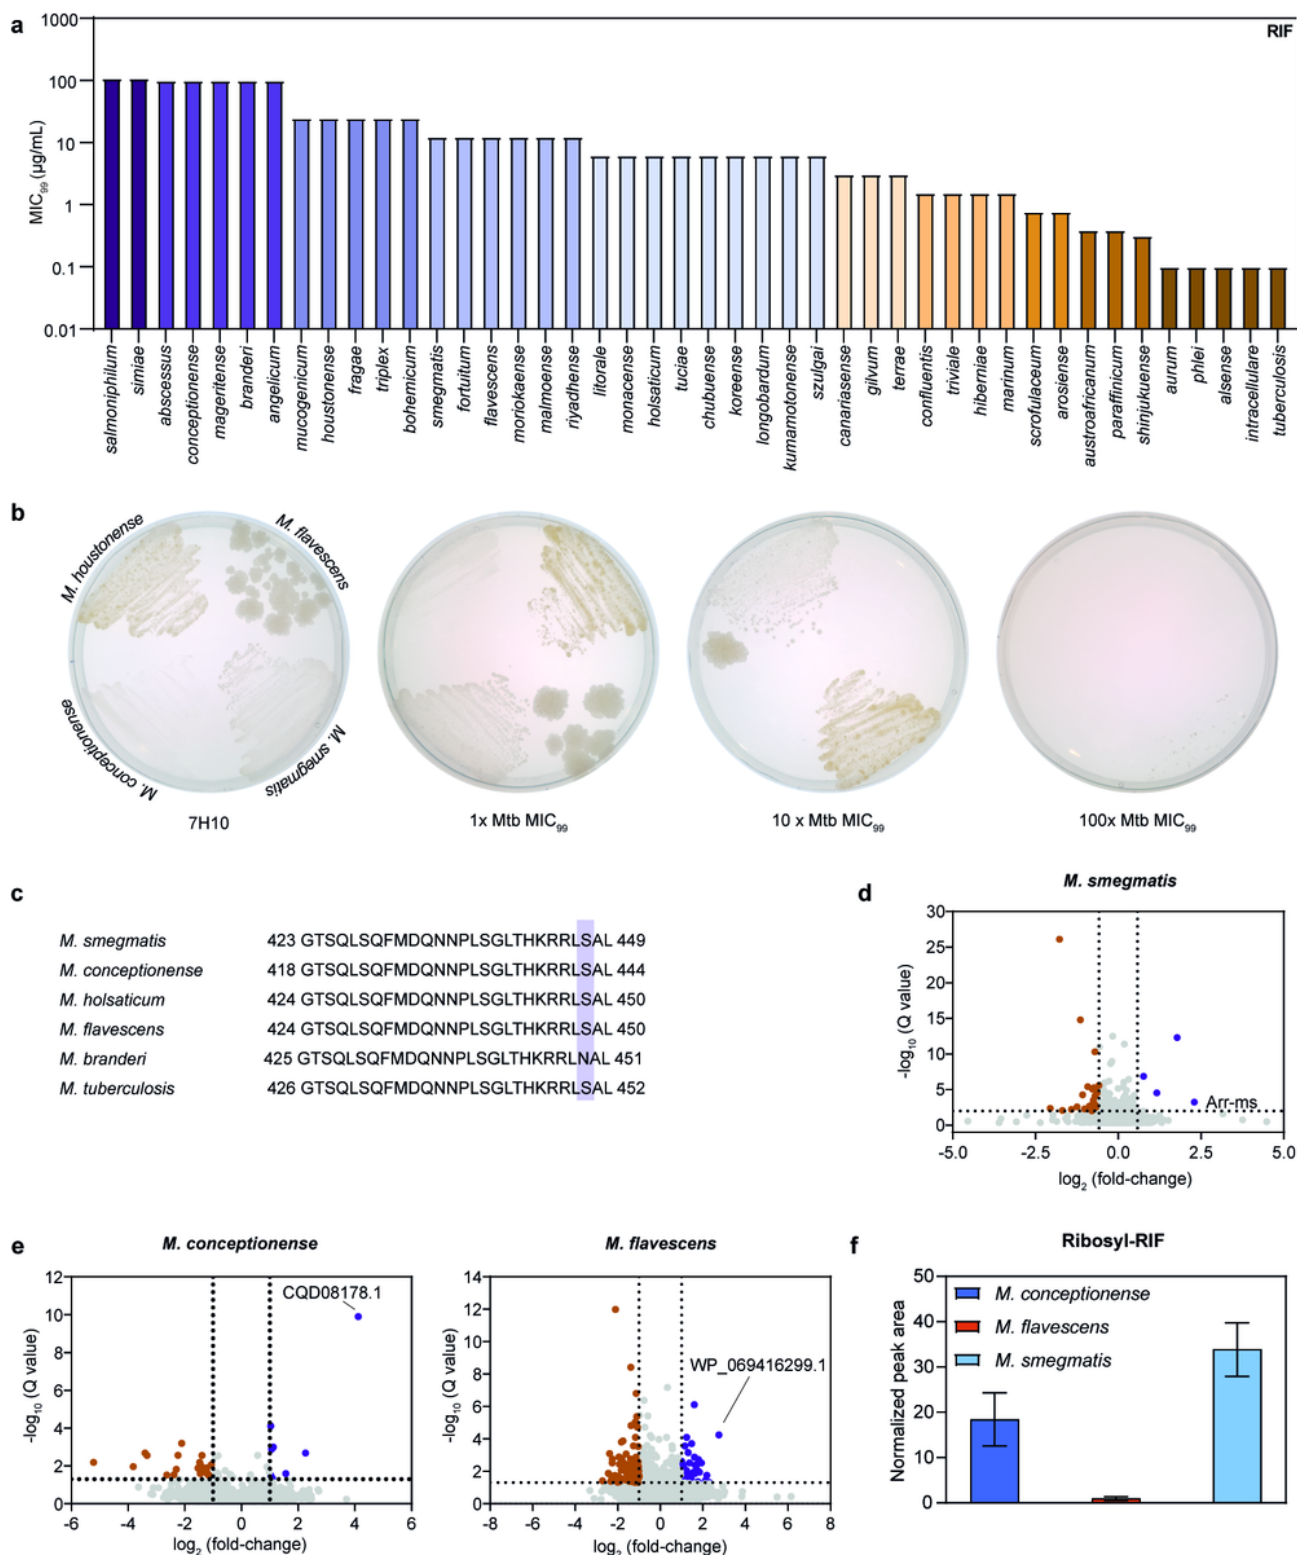 a
RIF
MIC99 (µg/mL)
1000
100
10
1
0.1
0.01
salmoniphilum
simiae
abscessus
conceptionense
mageritense
branderi
angelicum
mucogenicum
houstonense
fragae
triplex
bohemicum
smegmatis
fortuitum
flavescens
moriokaense
malmoense
riyadhense
litorale
monacense
holsaticum
tuciae
chubuense
koreense
longobardum
kumamotonense
szulgai
canariasense
gilvum
terrae
confluentis
triviale
hiberniae
marinum
scrofulaceum
arosiense
austroafricanum
paraffinicum
shinjukuense
aurum
phlei
alsense
intracellulare
tuberculosis
b
M. houstonense
M. flavescens
M. conceptionense
M. smegmatis
7H10
1x Mtb MIC99
10 x Mtb MIC99
100x Mtb MIC99
c
M. smegmatis 423 GTSQLSQFMDQNNPLSGLTHKRRLSAL 449
M. conceptionense 418 GTSQLSQFMDQNNPLSGLTHKRRLSAL 444
M. holsaticum 424 GTSQLSQFMDQNNPLSGLTHKRRLSAL 450
M. flavescens 424 GTSQLSQFMDQNNPLSGLTHKRRLSAL 450
M. branderi 425 GTSQLSQFMDQNNPLSGLTHKRRLNAL 451
M. tuberculosis 426 GTSQLSQFMDQNNPLSGLTHKRRLSAL 452
d
M. smegmatis
-log10 (Q value)
30
25
20
15
10
5
0
Arr-ms
-5.0 -2.5 0.0 2.5 5.0
log2 (fold-change)
e
M. conceptionense
-log10 (Q value)
12
10
8
6
4
2
0
CQD08178.1
-6 -4 -2 0 2 4 6
log2 (fold-change)
M. flavescens
-log10 (Q value)
14
12
10
8
6
4
2
0
WP_069416299.1
-8 -6 -4 -2 0 2 4 6 8
log2 (fold-change)
f
Ribosyl-RIF
Normalized peak area
50
40
30
20
10
0
M. conceptionense
M. flavescens
M. smegmatis